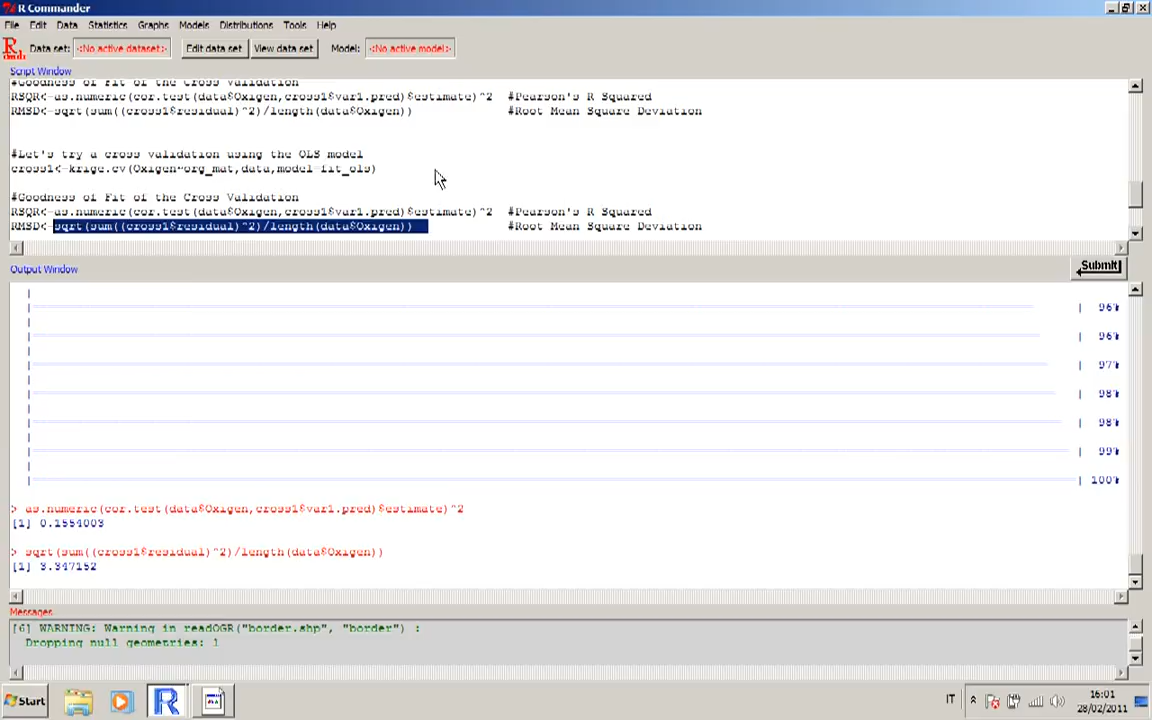 R Commander
File Edit Data Statistics Graphs Models Distributions Tools Help
R Data set: <No active dataset> Edit data set View data set Model: <No active model>
Script Window
#Goodness of Fit of the Cross Validation
RSQR<-as.numeric(cor.test(data$Oxigen,cross1$var1.pred)$estimate)^2 #Pearson's R Squared
RMSD<-sqrt(sum((cross1$residual)^2)/length(data$Oxigen)) #Root Mean Square Deviation
#Let's try a cross validation using the OLS model
cross1<-krige.cv(Oxigen~org_mat,data,model=fit_ols)
#Goodness of Fit of the Cross Validation
RSQR<-as.numeric(cor.test(data$Oxigen,cross1$var1.pred)$estimate)^2 #Pearson's R Squared
RMSD<-sqrt(sum((cross1$residual)^2)/length(data$Oxigen)) #Root Mean Square Deviation
Output Window
Submit
| 96%
| 96%
| 97%
| 98%
| 98%
| 99%
| 100%
> as.numeric(cor.test(data$Oxigen,cross1$var1.pred)$estimate)^2
[1] 0.1554003
> sqrt(sum((cross1$residual)^2)/length(data$Oxigen))
[1] 3.347152
Messages
[6] WARNING: Warning in readOGR("border.shp", "border") :
Dropping null geometries: 1
Start
IT
16:01
28/02/2011